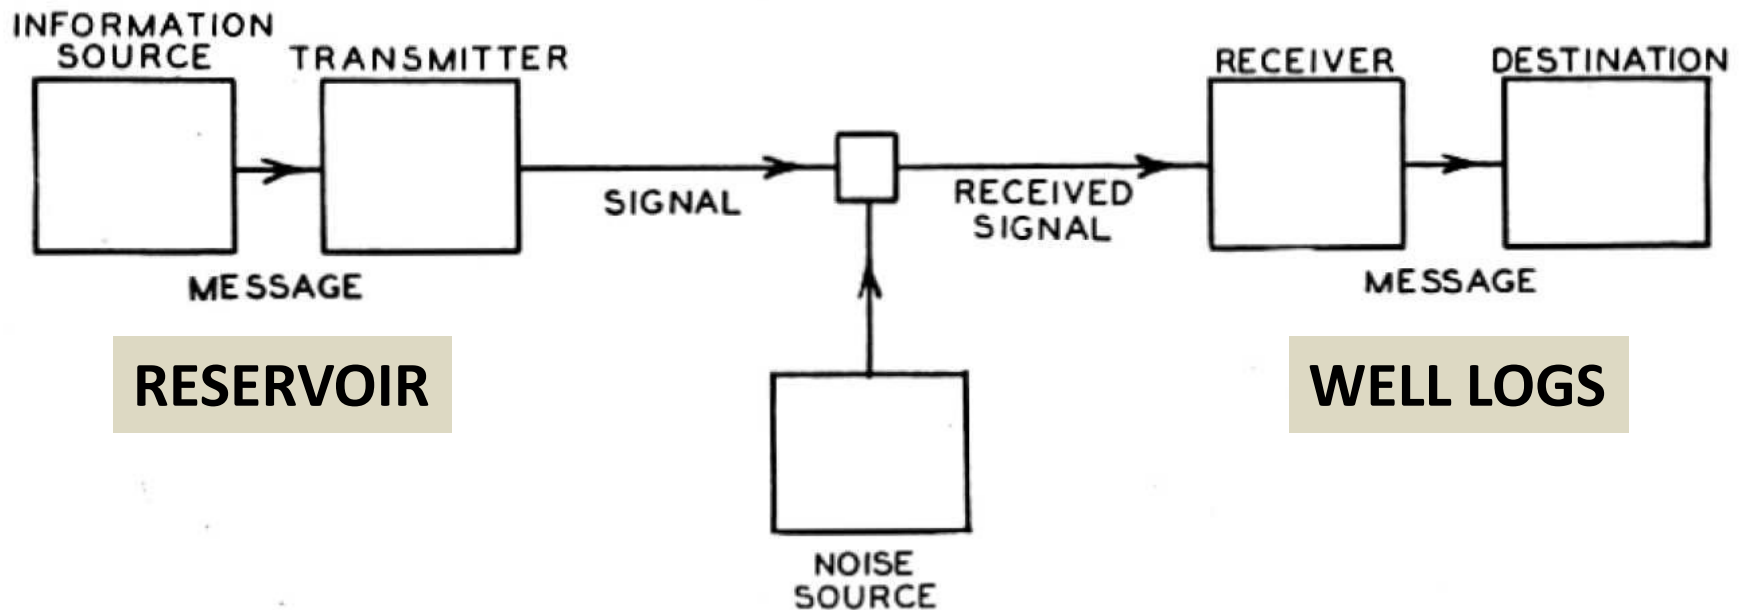 INFORMATION
SOURCE
TRANSMITTER
RECEIVER
DESTINATION
SIGNAL
RECEIVED
SIGNAL
MESSAGE
MESSAGE
RESERVOIR
WELL LOGS
NOISE
SOURCE